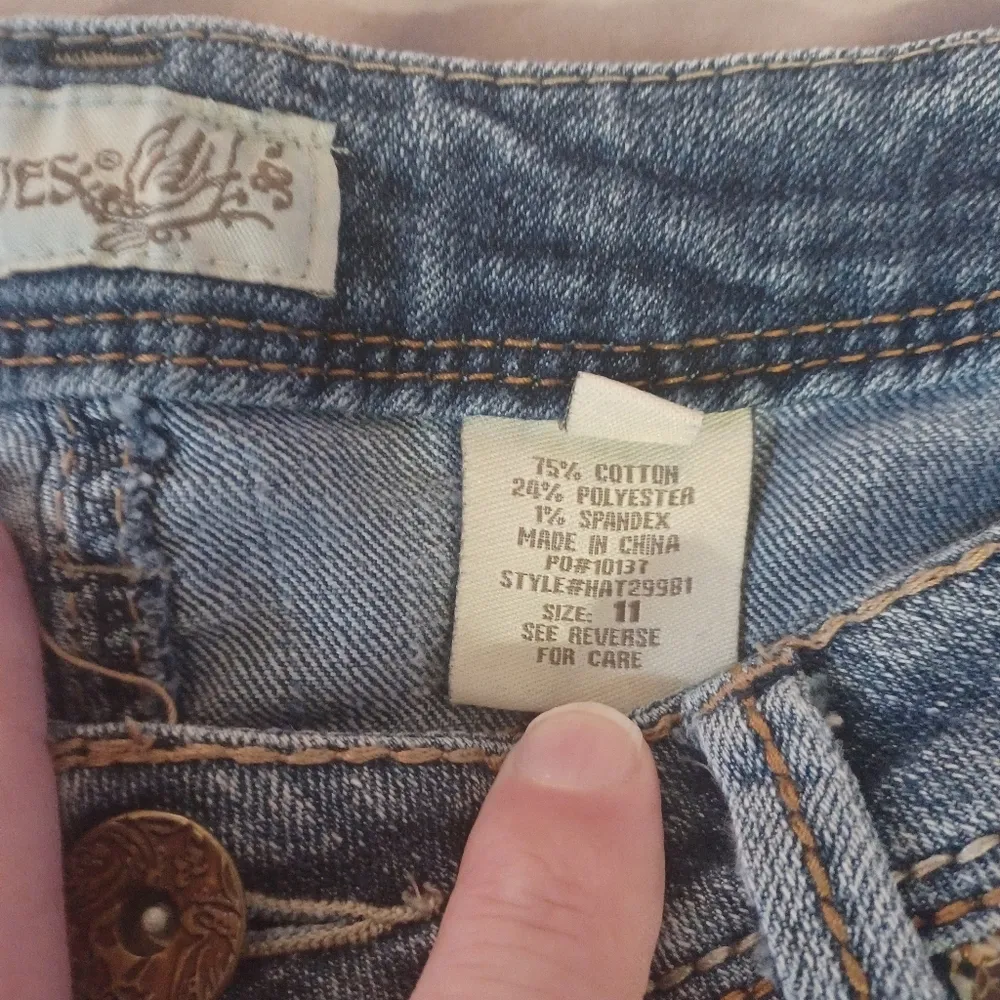 UES®
75% COTTON
24% POLYESTER
1% SPANDEX
MADE IN CHINA
PO#10137
STYLE#HAT29981
SIZE: 11
SEE REVERSE
FOR CARE